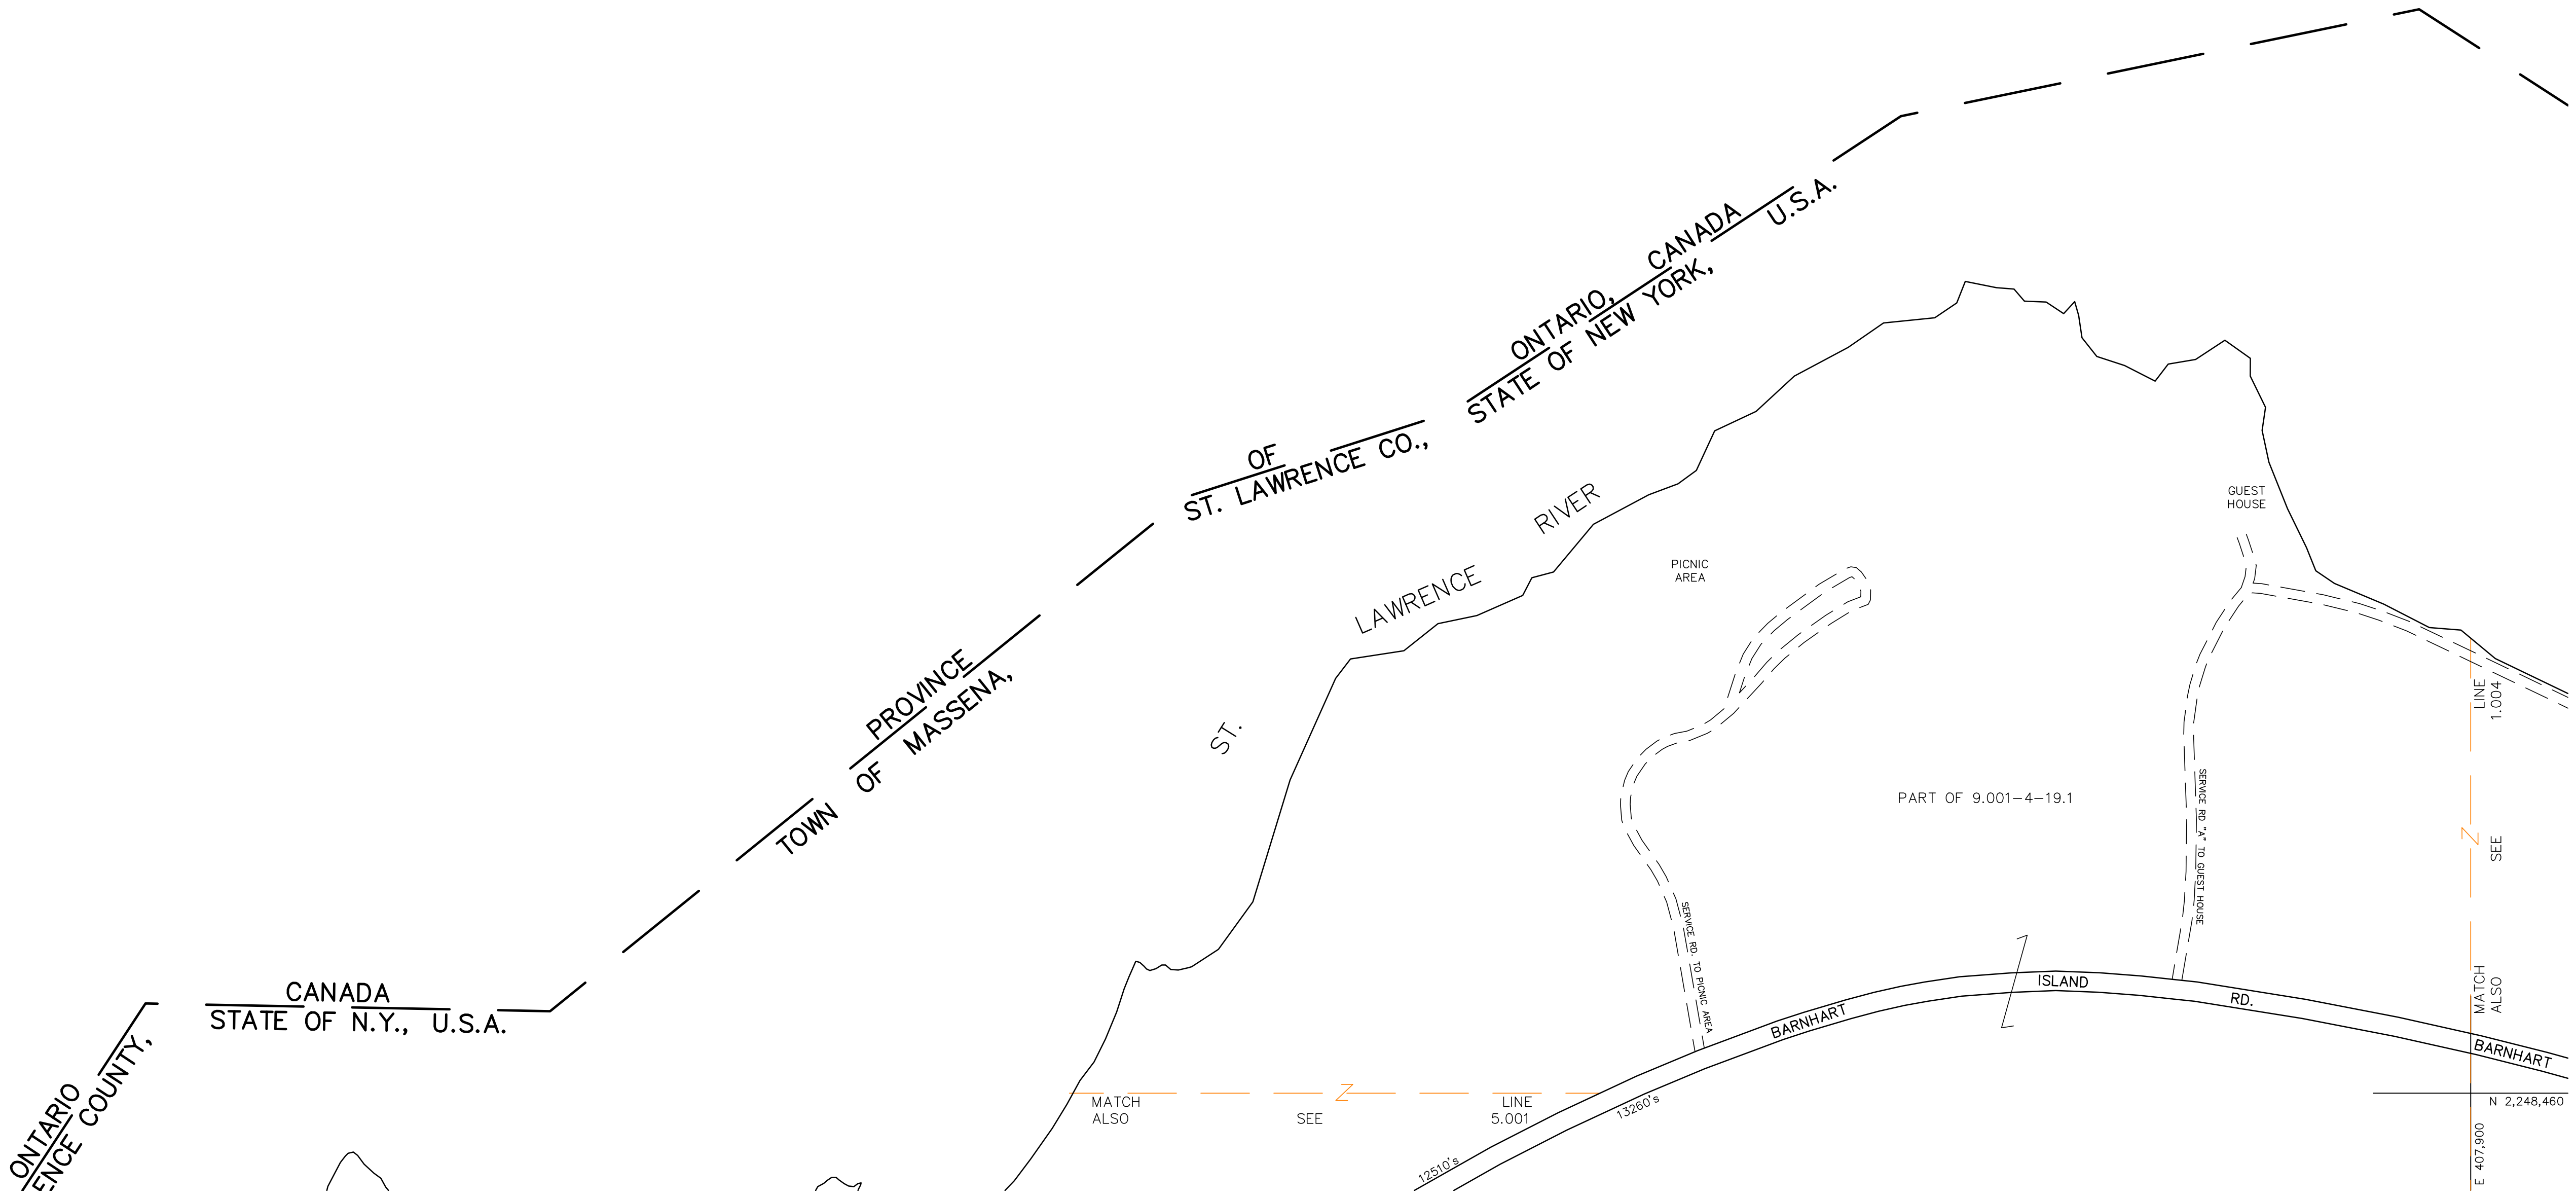 ONTARIO
ENCE COUNTY,
CANADA
STATE OF N.Y., U.S.A.
PROVINCE
TOWN OF MASSENA,
OF
ST. LAWRENCE CO.,
ONTARIO, CANADA
STATE OF NEW YORK, U.S.A.
ST. LAWRENCE RIVER
PICNIC
AREA
GUEST
HOUSE
PART OF 9.001-4-19.1
SERVICE RD. TO PICNIC AREA
SERVICE RD "A" TO GUEST HOUSE
MATCH LINE
ALSO SEE 1.004
BARNHART ISLAND RD.
BARNHART
MATCH LINE
ALSO SEE 5.001
12510's
13260's
N 2,248,460
E 407,900